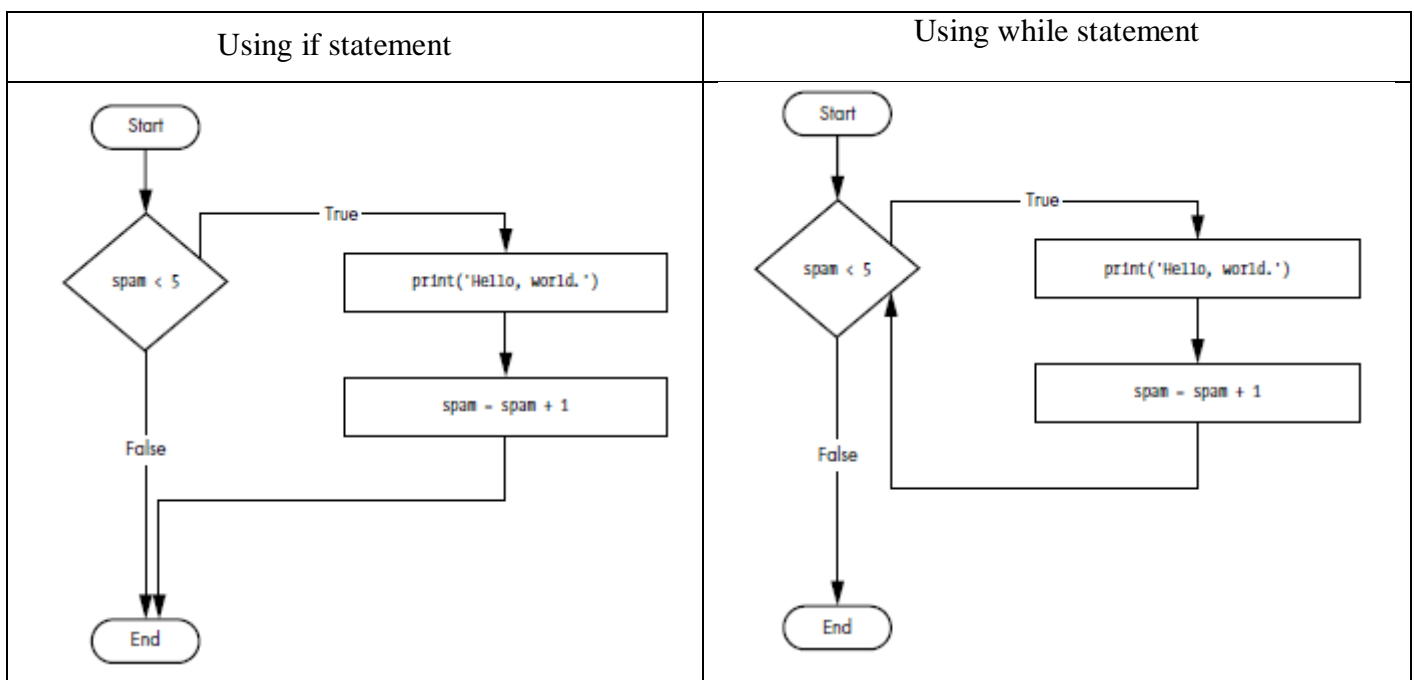 Using if statement
Start
True
spam < 5
print('Hello, world.')
spam = spam + 1
False
End
Using while statement
Start
True
spam < 5
print('Hello, world.')
spam = spam + 1
False
End